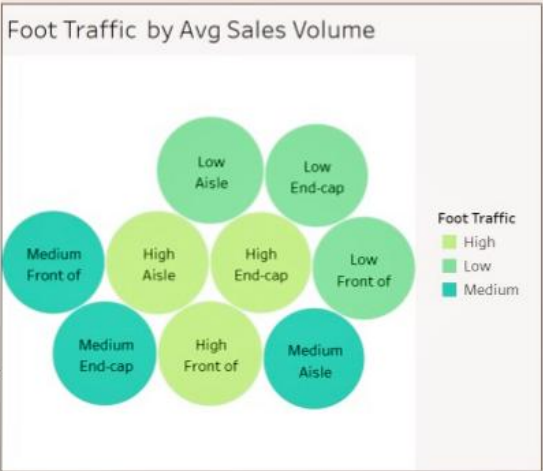 Foot Traffic by Avg Sales Volume
Low
Aisle
Low
End-cap
Medium
Front of
High
Aisle
High
End-cap
Low
Front of
Medium
End-cap
High
Front of
Medium
Aisle
Foot Traffic
High
Low
Medium